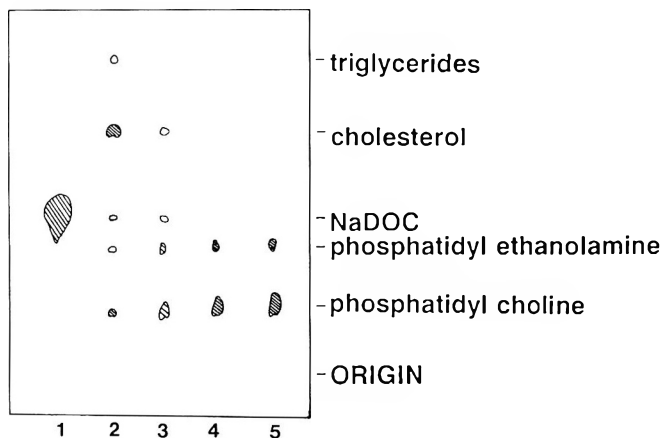 triglycerides
cholesterol
NaDOC
phosphatidyl ethanolamine
phosphatidyl choline
ORIGIN
1 2 3 4 5